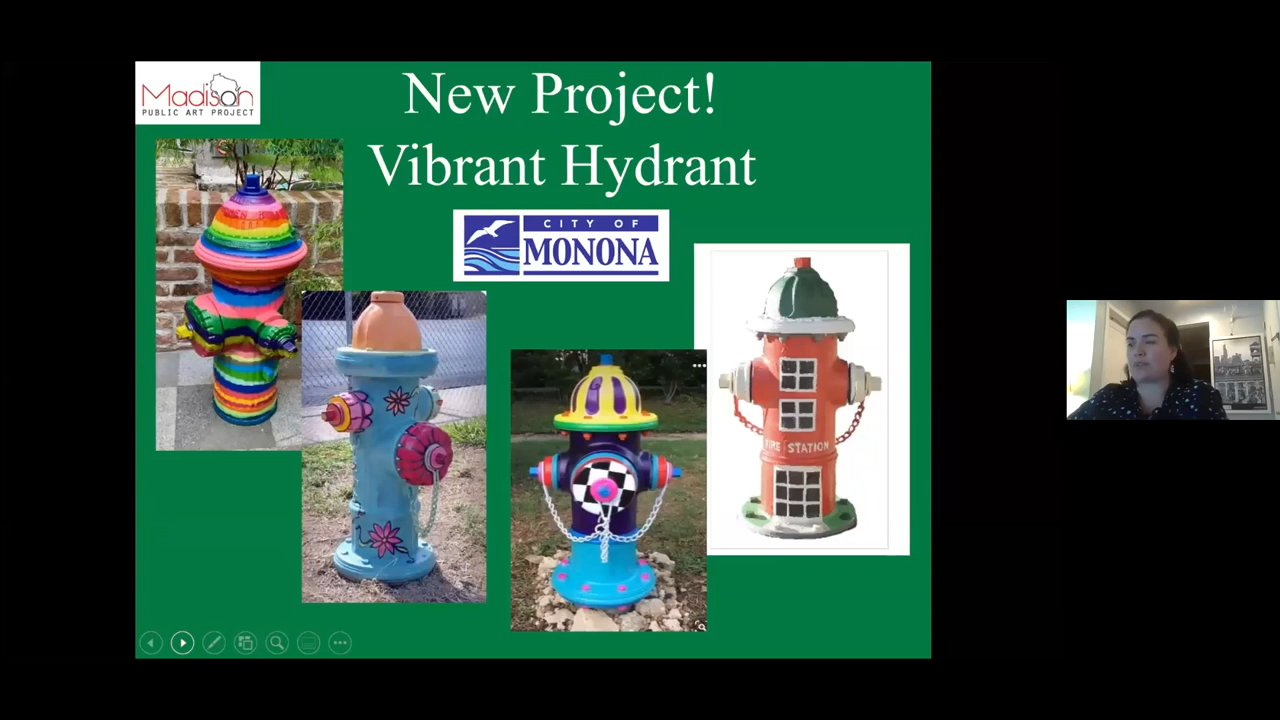 Madison
PUBLIC ART PROJECT
New Project!
Vibrant Hydrant
CITY OF
MONONA
FIRE STATION